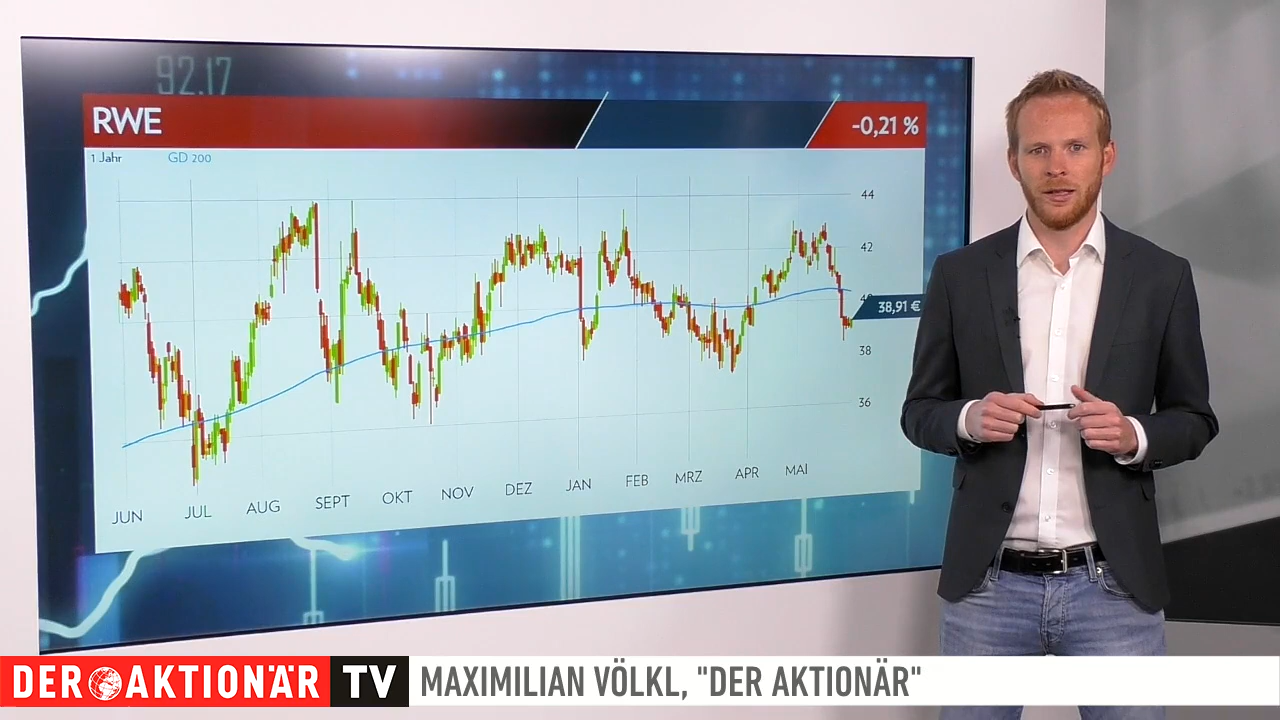 92.17
RWE
-0,21 %
1 Jahr GD 200
44
42
38,91 €
38
36
JUN JUL AUG SEPT OKT NOV DEZ JAN FEB MRZ APR MAI
DER AKTIONÄR TV MAXIMILIAN VÖLKL, "DER AKTIONÄR"